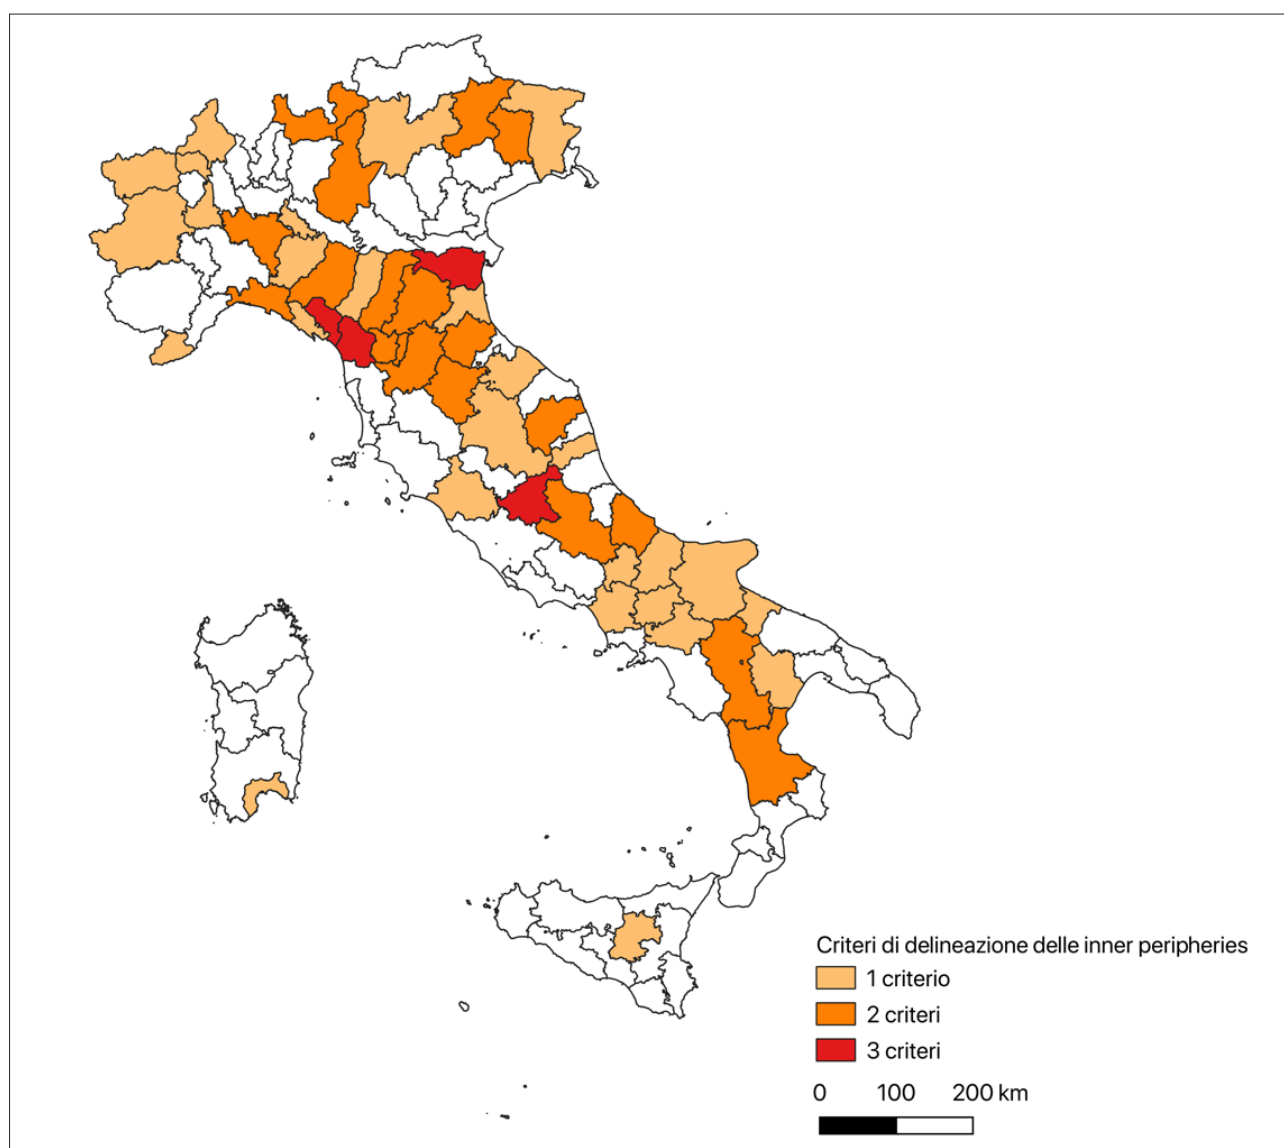 Criteri di delineazione delle inner peripheries
1 criterio
2 criteri
3 criteri
0 100 200 km